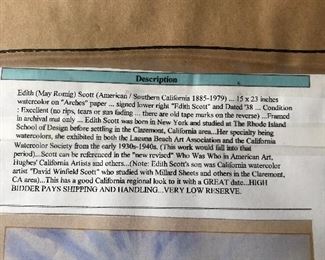 Description
Edith (May Romig) Scott (American / Southern California 1885-1979) ... 15 x 23 inches
watercolor on "Arches" paper ... signed lower right "Edith Scott" and Dated '38 ... Condition
: Excellent (no rips, tears or sun fading ... there are old tape marks on the reverse) ...Framed
in archival mat only ... Edith Scott was born in New York and studied at The Rhode Island
School of Design before settling in the Claremont, California area...Her specialty being
watercolors, she exhibited in both the Laguna Beach Art Association and the California
Watercolor Society from the early 1930s-1940s. (This work would fall into that
period)...Scott can be referenced in the "new revised" Who Was Who in American Art,
Hughes' California Artists and others...(Note: Edith Scott's son was California watercolor
artist "David Winfield Scott" who studied with Millard Sheets and others in the Claremont,
CA area)...This has a good California regional look to it with a GREAT date...HIGH
BIDDER PAYS SHIPPING AND HANDLING...VERY LOW RESERVE.